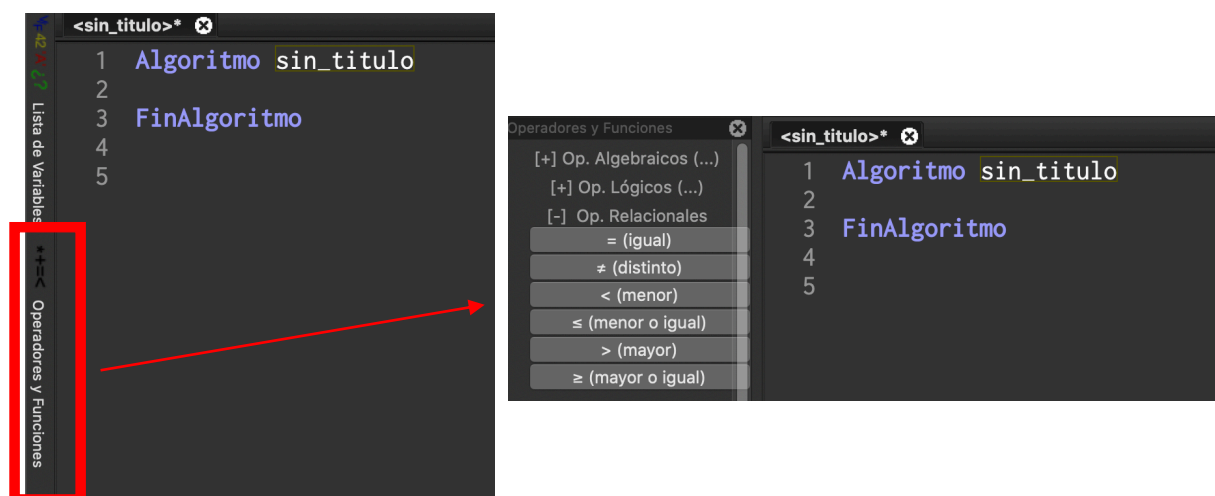 <sin_titulo>*
1 Algoritmo sin_titulo
2
3 FinAlgoritmo
4
5
Lista de Variables
*+=< Operadores y Funciones
Operadores y Funciones
[+] Op. Algebraicos (...)
[+] Op. Lógicos (...)
[-] Op. Relacionales
= (igual)
≠ (distinto)
< (menor)
≤ (menor o igual)
> (mayor)
≥ (mayor o igual)
<sin_titulo>*
1 Algoritmo sin_titulo
2
3 FinAlgoritmo
4
5